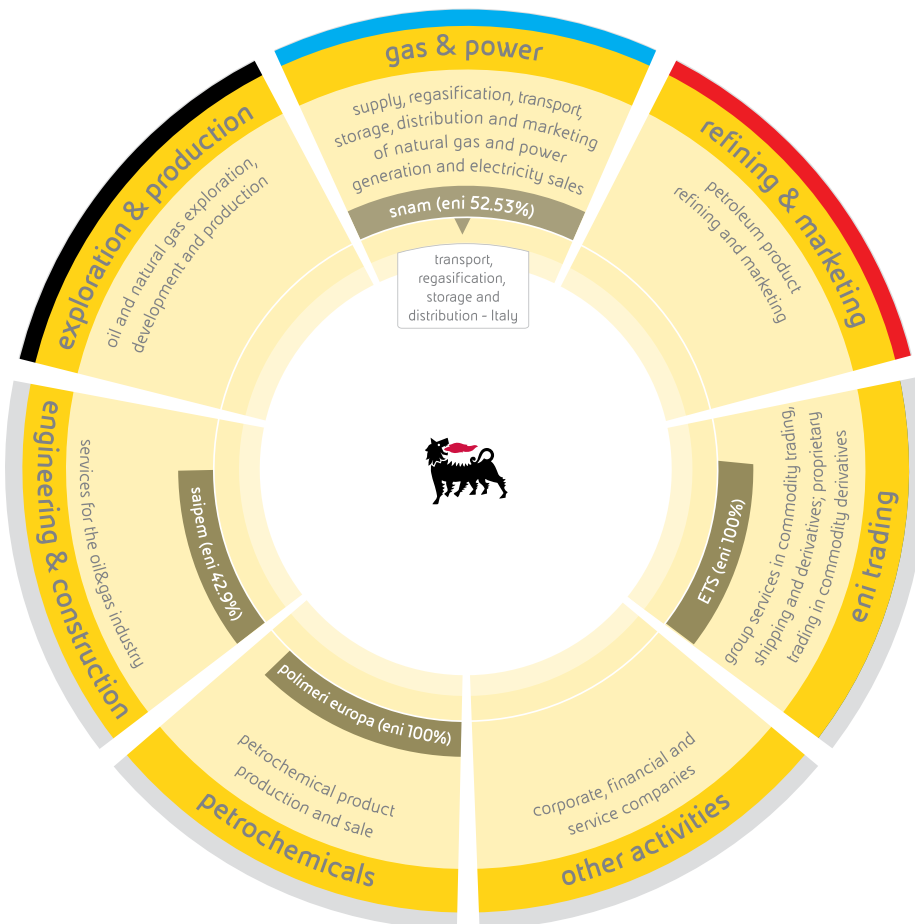 gas & power
supply, regasification, transport,
storage, distribution and marketing
of natural gas and power
generation and electricity sales
snam (eni 52.53%)
transport,
regasification,
storage and
distribution - Italy
refining & marketing
petroleum product
refining and marketing
eni trading
group services in commodity trading,
shipping and derivatives; proprietary
trading in commodity derivatives
ETS (eni 100%)
other activities
corporate, financial and
service companies
petrochemicals
petrochemical product
production and sale
polimeri europa (eni 100%)
engineering & construction
services for the oil&gas industry
saipem (eni 42.9%)
exploration & production
oil and natural gas exploration,
development and production